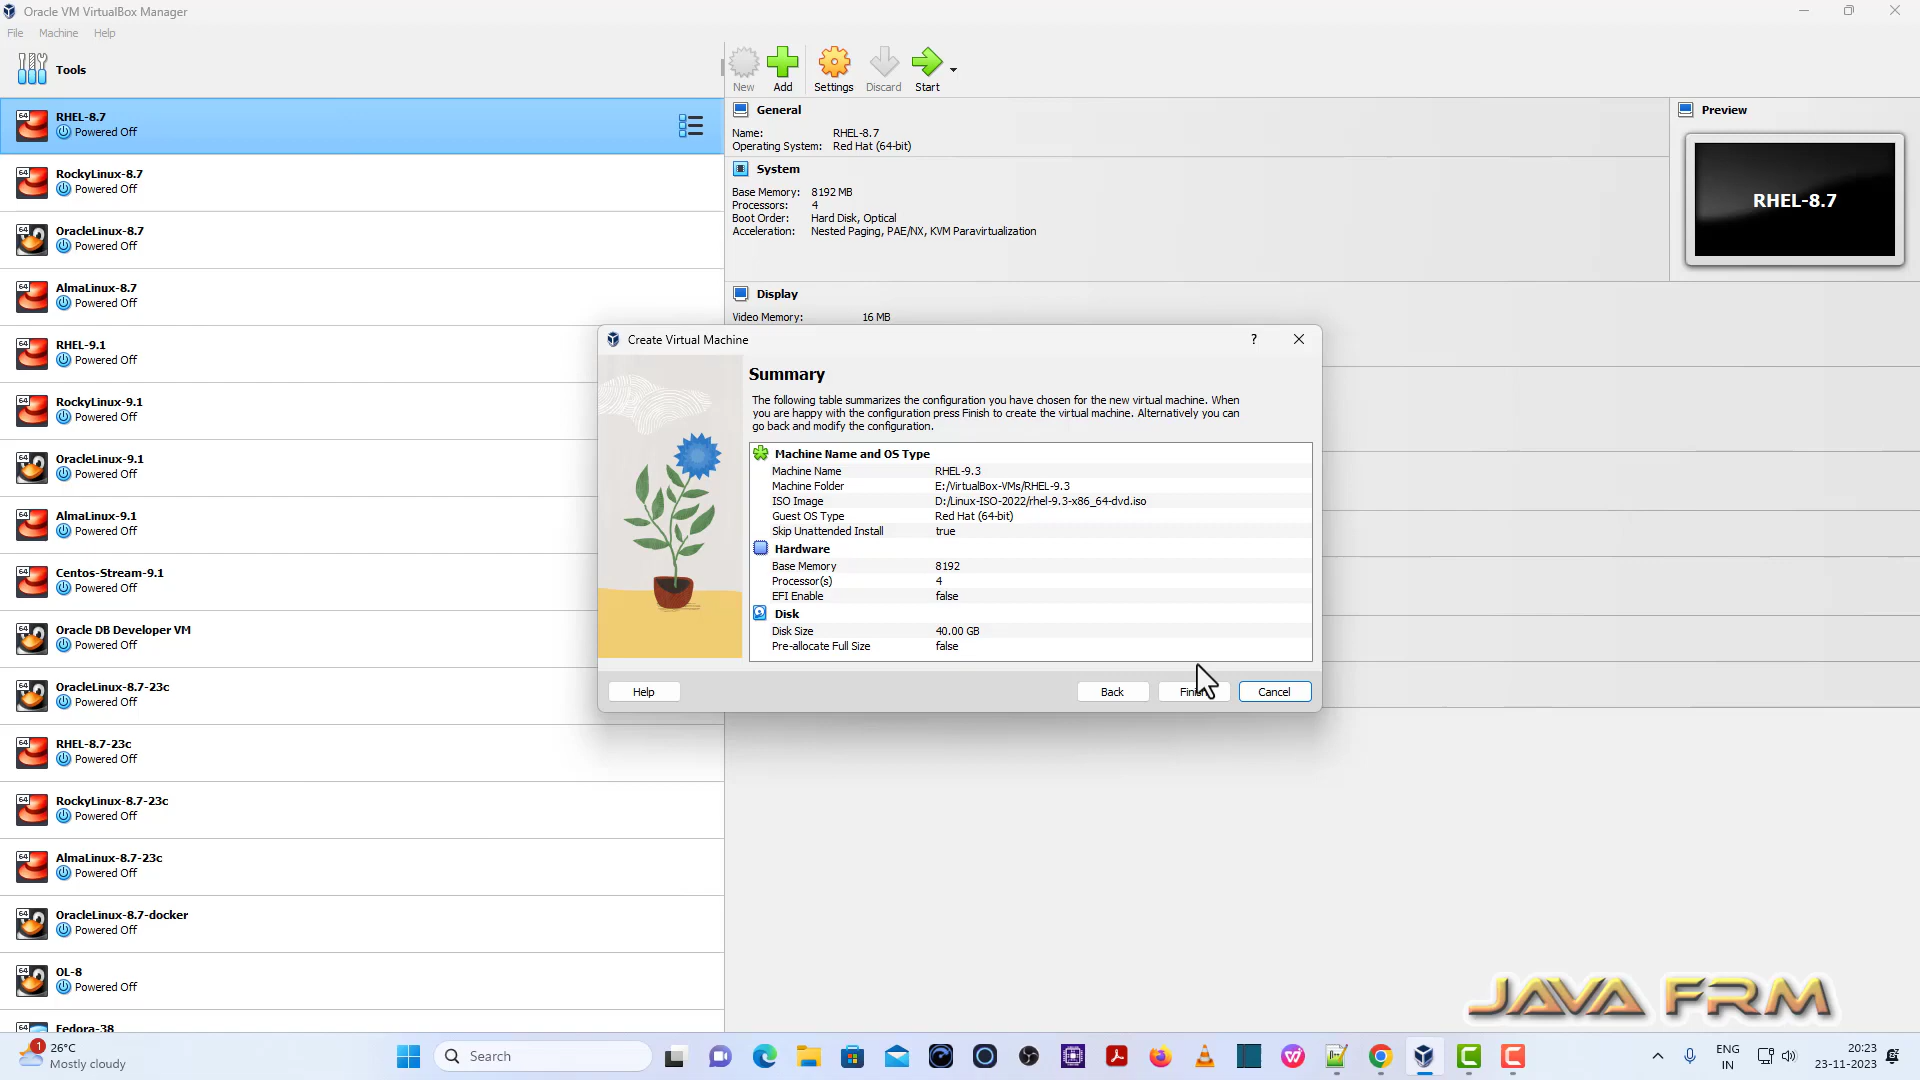 Oracle VM VirtualBox Manager
File Machine Help
Tools
New Add Settings Discard Start
RHEL-8.7
Powered Off
RockyLinux-8.7
Powered Off
OracleLinux-8.7
Powered Off
AlmaLinux-8.7
Powered Off
RHEL-9.1
Powered Off
RockyLinux-9.1
Powered Off
OracleLinux-9.1
Powered Off
AlmaLinux-9.1
Powered Off
Centos-Stream-9.1
Powered Off
Oracle DB Developer VM
Powered Off
OracleLinux-8.7-23c
Powered Off
RHEL-8.7-23c
Powered Off
RockyLinux-8.7-23c
Powered Off
AlmaLinux-8.7-23c
Powered Off
OracleLinux-8.7-docker
Powered Off
OL-8
Powered Off
Fedora-38
General
Name: RHEL-8.7
Operating System: Red Hat (64-bit)
System
Base Memory: 8192 MB
Processors: 4
Boot Order: Hard Disk, Optical
Acceleration: Nested Paging, PAE/NX, KVM Paravirtualization
Display
Video Memory: 16 MB
Preview
RHEL-8.7
Create Virtual Machine
Summary
The following table summarizes the configuration you have chosen for the new virtual machine. When
you are happy with the configuration press Finish to create the virtual machine. Alternatively you can
go back and modify the configuration.
Machine Name and OS Type
Machine Name RHEL-9.3
Machine Folder E:/VirtualBox-VMs/RHEL-9.3
ISO Image D:/Linux-ISO-2022/rhel-9.3-x86_64-dvd.iso
Guest OS Type Red Hat (64-bit)
Skip Unattended Install true
Hardware
Base Memory 8192
Processor(s) 4
EFI Enable false
Disk
Disk Size 40.00 GB
Pre-allocate Full Size false
Help Back Cancel
JAVA FRM
1
26°C
Mostly cloudy
Search
ENG
IN
20:23
23-11-2023